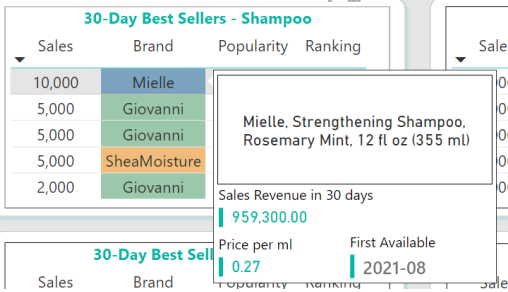 30-Day Best Sellers - Shampoo
Sales Brand Popularity Ranking
10,000 Mielle
5,000 Giovanni
5,000 Giovanni
5,000 SheaMoisture
2,000 Giovanni
Mielle, Strengthening Shampoo,
Rosemary Mint, 12 fl oz (355 ml)
Sales Revenue in 30 days
959,300.00
Price per ml
0.27
First Available
2021-08
30-Day Best Sell
Sales Brand Popularity Ranking
Sale